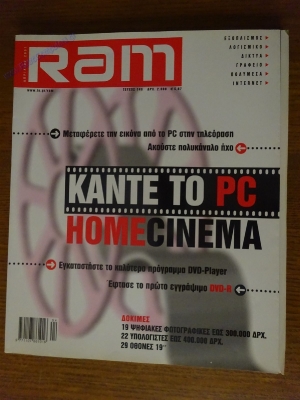 RAM
ΕΞΟΠΛΙΣΜΟΣ
ΛΟΓΙΣΜΙΚΟ
ΔΙΚΤΥΑ
ΓΡΑΦΕΙΟ
ΠΟΛΥΜΕΣΑ
INTERNET
Μεταφέρετε την εικόνα από το PC στην τηλεόραση
Ακούστε πολυκάναλο ήχο
ΚΑΝΤΕ ΤΟ PC
HOMECINEMA
Εγκαταστήστε το καλύτερο πρόγραμμα DVD-Player
Έφτασε το πρώτο εγγράψιμο DVD-R
ΔΟΚΙΜΕΣ
19 ΨΗΦΙΑΚΕΣ ΦΩΤΟΓΡΑΦΙΚΕΣ ΕΩΣ 300.000 ΔΡΧ,
22 ΥΠΟΛΟΓΙΣΤΕΣ ΕΩΣ 400.000 ΔΡΧ,
29 ΟΘΟΝΕΣ 19"